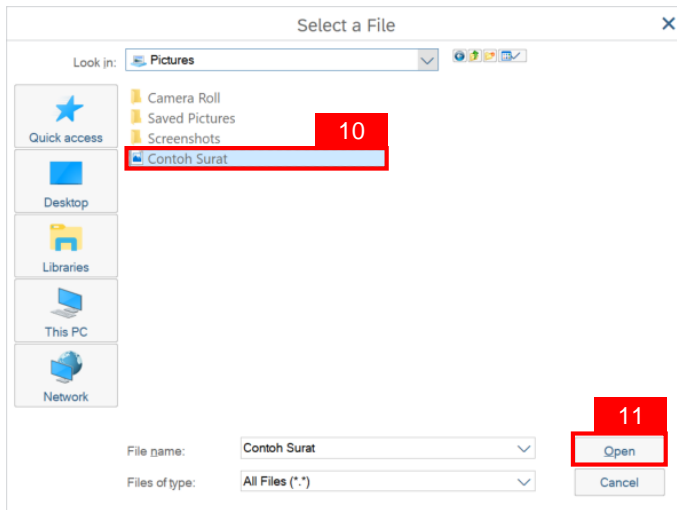 Select a File
Look in: Pictures
Camera Roll
Saved Pictures
Screenshots
10
Contoh Surat
Quick access
Desktop
Libraries
This PC
Network
11
File name: Contoh Surat Open
Files of type: All Files (*.*) Cancel